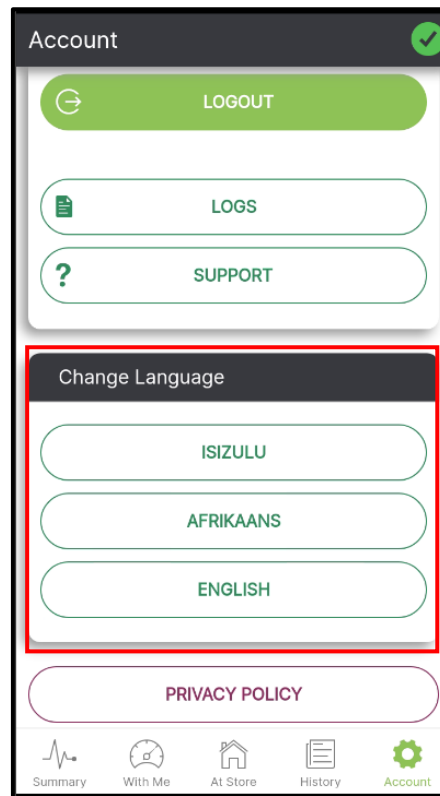 Account
LOGOUT
LOGS
? SUPPORT
Change Language
ISIZULU
AFRIKAANS
ENGLISH
PRIVACY POLICY
Summary With Me At Store History Account